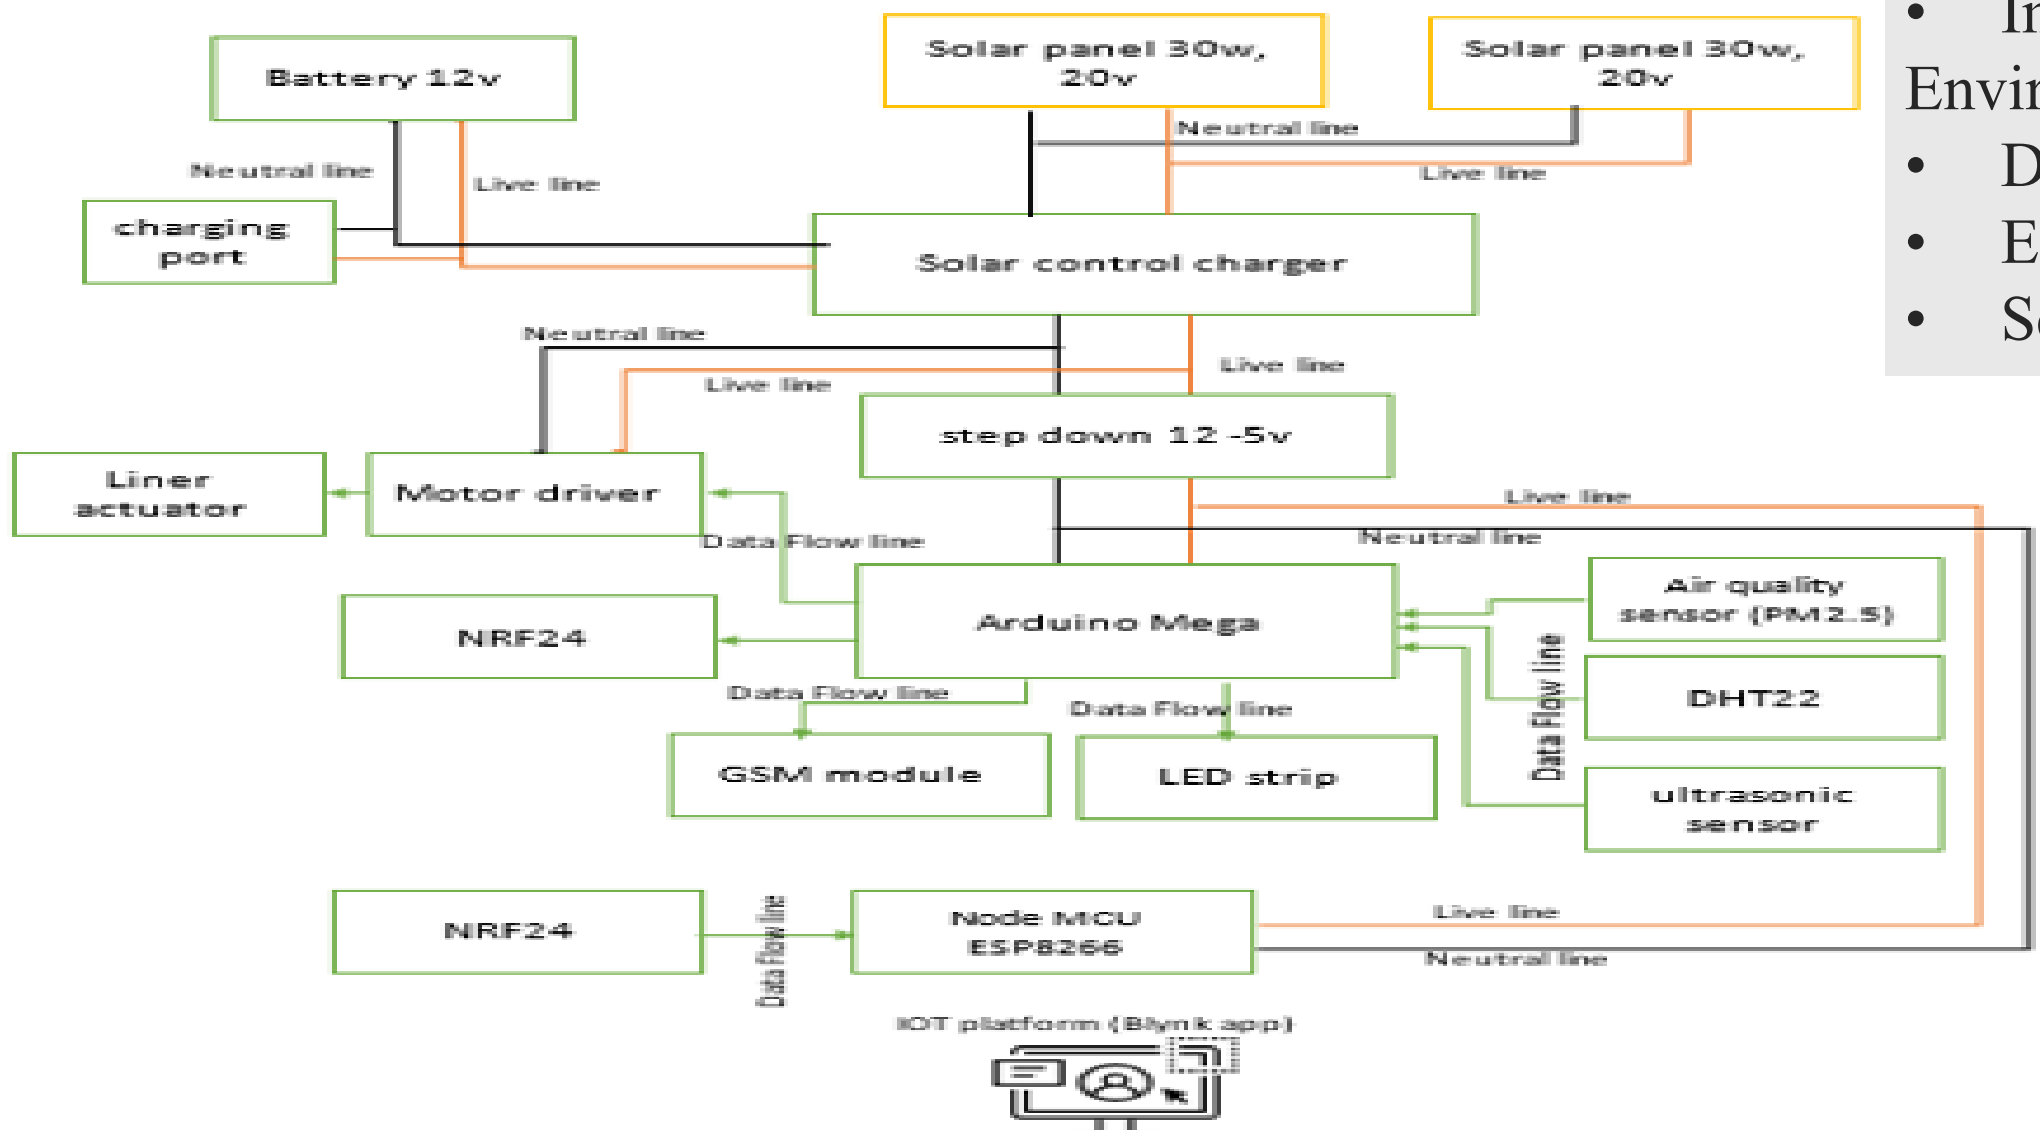 Battery 12v
Solar panel 30w,
20v
Solar panel 30w,
20v
Neutral line
Live line
Neutral line
Live line
charging
port
Solar control charger
Neutral line
Live line
Live line
step down 12 -5v
Liner
actuator
Motor driver
Live line
Neutral line
Data Flow line
Air quality
sensor (PM2.5)
Arduino Mega
NRF24
Data Flow line
DHT22
Data Flow line
Data Flow line
GSM module
LED strip
ultrasonic
sensor
NRF24
Data Flow line
Node MCU
ESP8266
Live line
Neutral line
IOT platform (Blynk app)